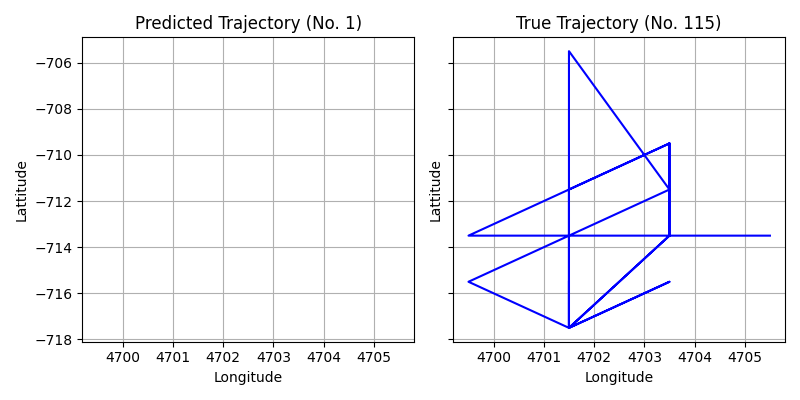 Predicted Trajectory (No. 1)
Lattitude
−706
−708
−710
−712
−714
−716
−718
4700 4701 4702 4703 4704 4705
Longitude
True Trajectory (No. 115)
Lattitude
4700 4701 4702 4703 4704 4705
Longitude